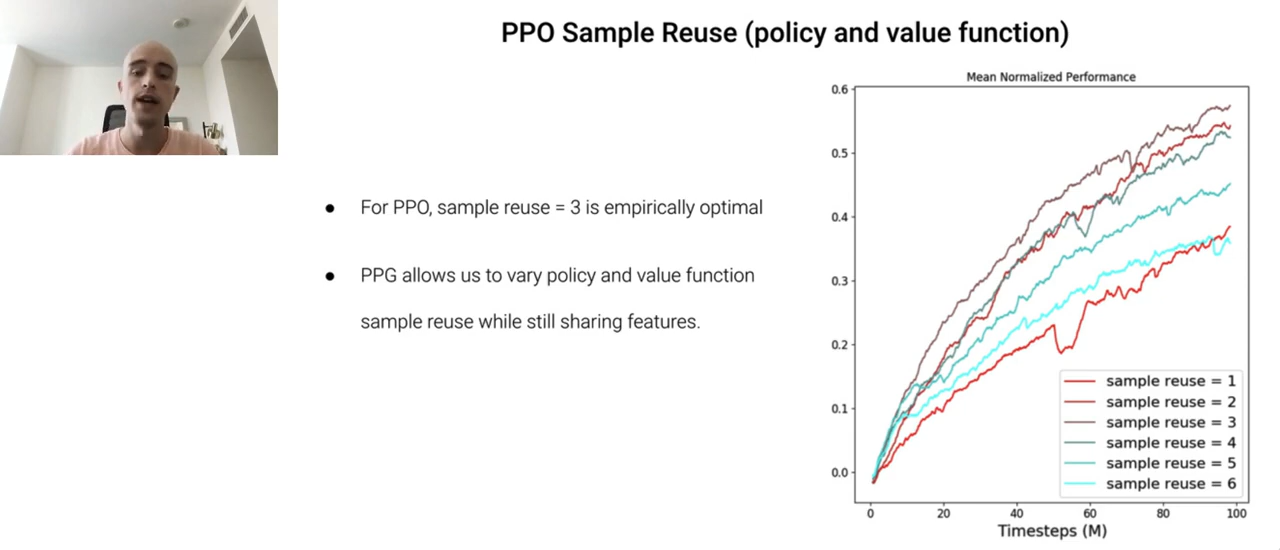 PPO Sample Reuse (policy and value function)
● For PPO, sample reuse = 3 is empirically optimal
● PPG allows us to vary policy and value function
sample reuse while still sharing features.
Mean Normalized Performance
0.6
0.5
0.4
0.3
0.2
0.1
0.0
sample reuse = 1
sample reuse = 2
sample reuse = 3
sample reuse = 4
sample reuse = 5
sample reuse = 6
0 20 40 60 80 100
Timesteps (M)